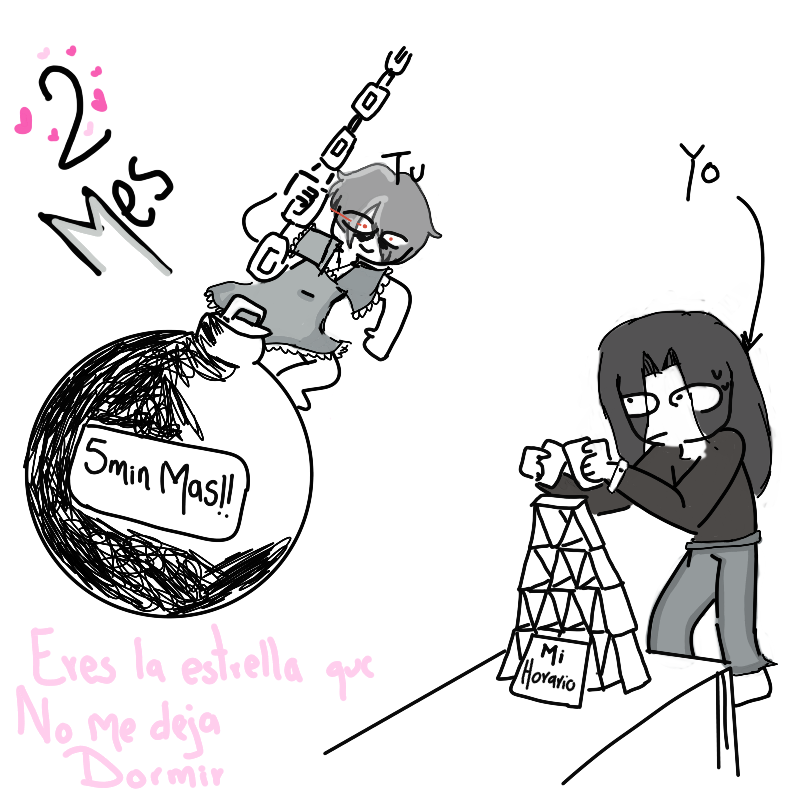 2
Mes
Tu
Yo
5min Mas!!
Mi
Horario
Eres la estrella que
No me deja
Dormir